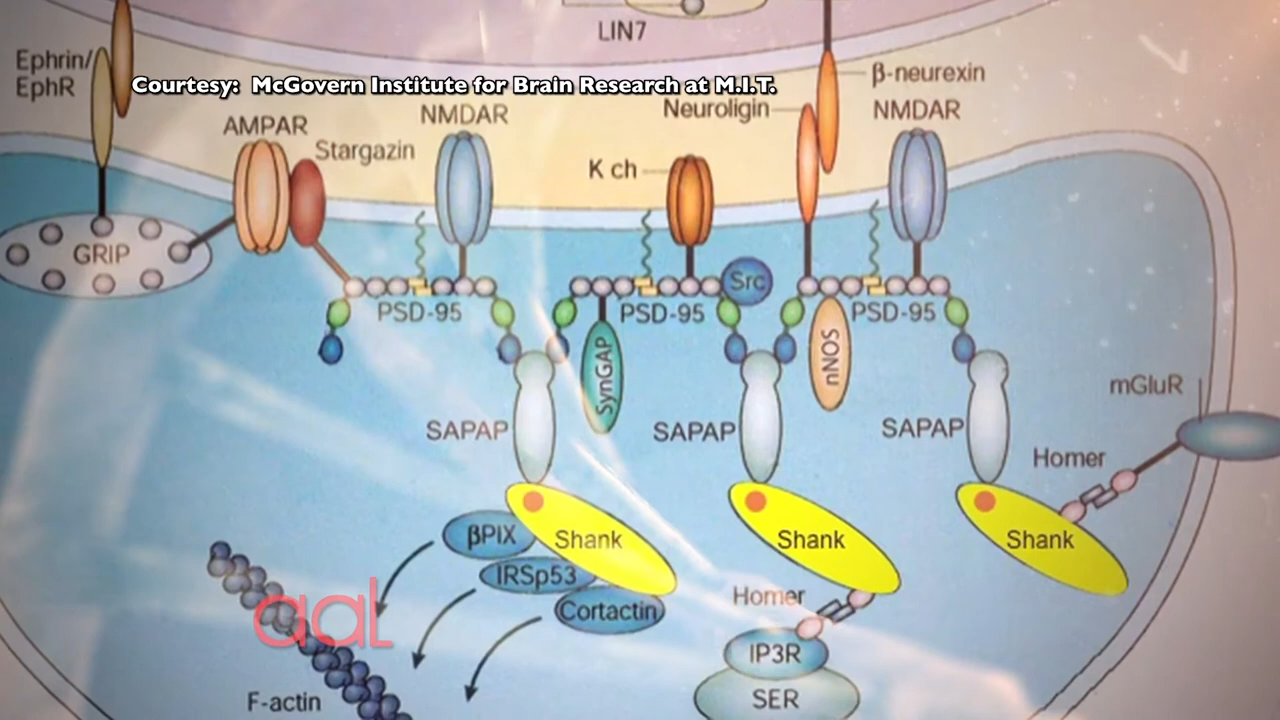 LIN7
Ephrin/
EphR
Courtesy: McGovern Institute for Brain Research at M.I.T.
β-neurexin
AMPAR
Stargazin
NMDAR
Neuroligin
NMDAR
K ch
GRIP
Src
PSD-95
PSD-95
PSD-95
SynGAP
nNOS
mGluR
SAPAP
SAPAP
SAPAP
Homer
βPIX
Shank
Shank
Shank
IRSp53
Cortactin
Homer
aal
IP3R
SER
F-actin